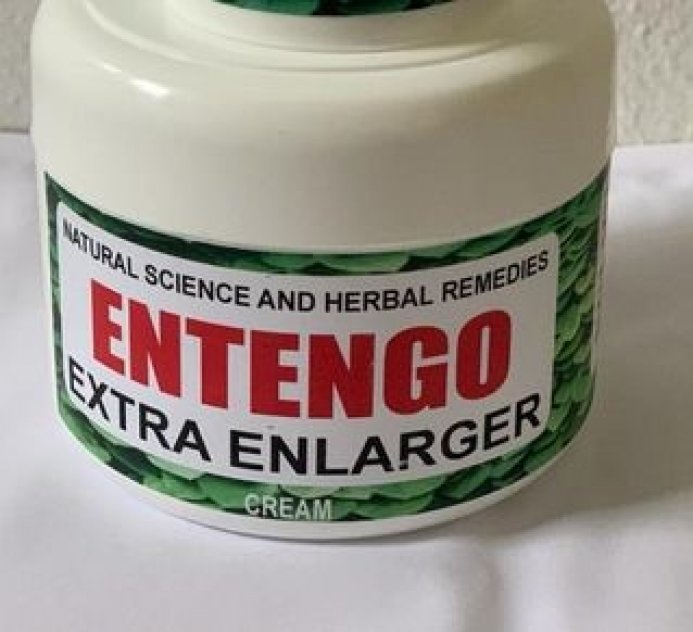 NATURAL SCIENCE AND HERBAL REMEDIES
ENTENGO
EXTRA ENLARGER
CREAM